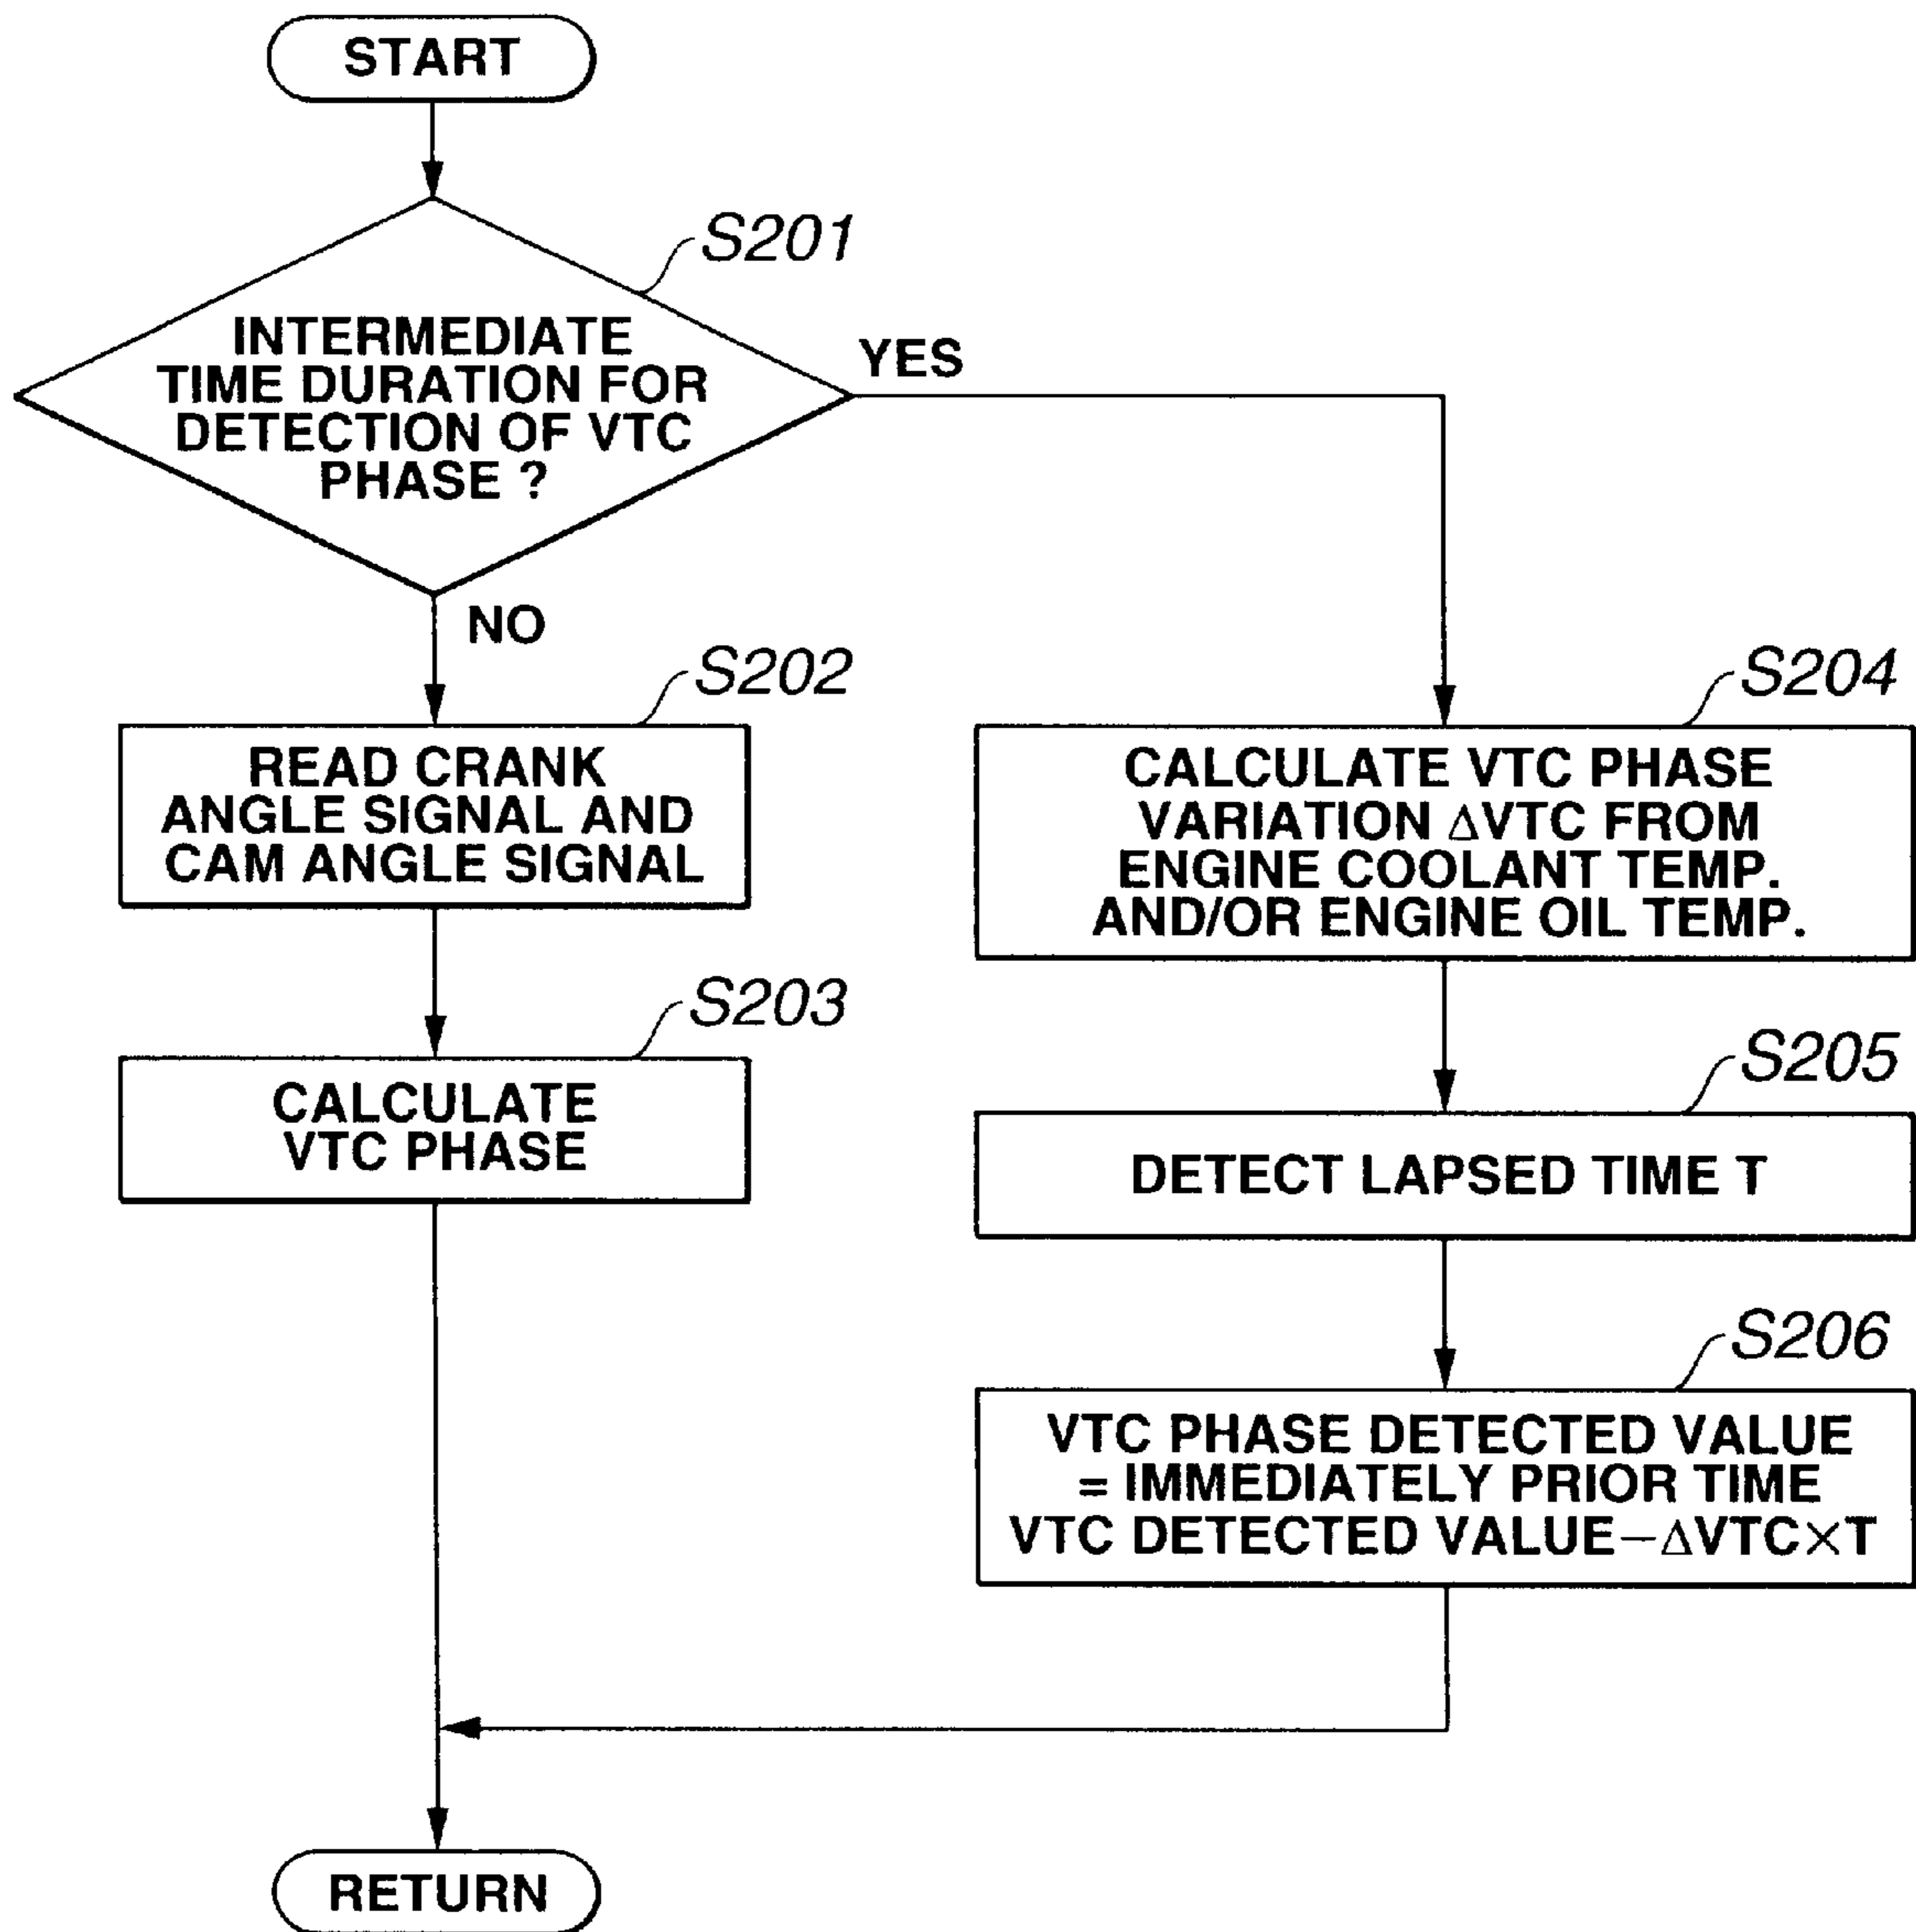 START
S201
INTERMEDIATE
TIME DURATION FOR
DETECTION OF VTC
PHASE ?
YES
NO
S202
READ CRANK
ANGLE SIGNAL AND
CAM ANGLE SIGNAL
S203
CALCULATE
VTC PHASE
S204
CALCULATE VTC PHASE
VARIATION ΔVTC FROM
ENGINE COOLANT TEMP.
AND/OR ENGINE OIL TEMP.
S205
DETECT LAPSED TIME T
S206
VTC PHASE DETECTED VALUE
= IMMEDIATELY PRIOR TIME
VTC DETECTED VALUE−ΔVTC×T
RETURN